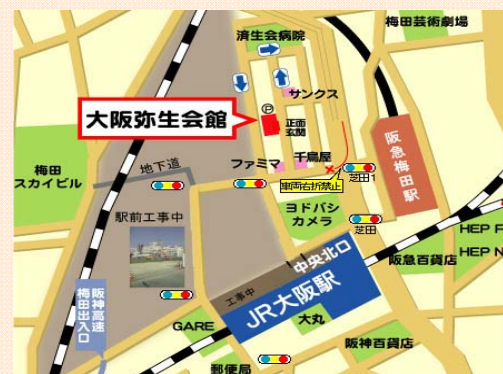 済生会病院
梅田芸術劇場
サンクス
大阪弥生会館
P
正面
玄関
阪急梅田駅
梅田
スカイビル
地下道
ファミマ
千鳥屋
車両右折禁止
芝田1
ヨドバシ
カメラ
芝田
駅前工事中
中央北口
HEP F
HEP N
阪急百貨店
阪神高速
梅田出入口
工事中
JR大阪駅
大丸
GARE
阪神百貨店
郵便局